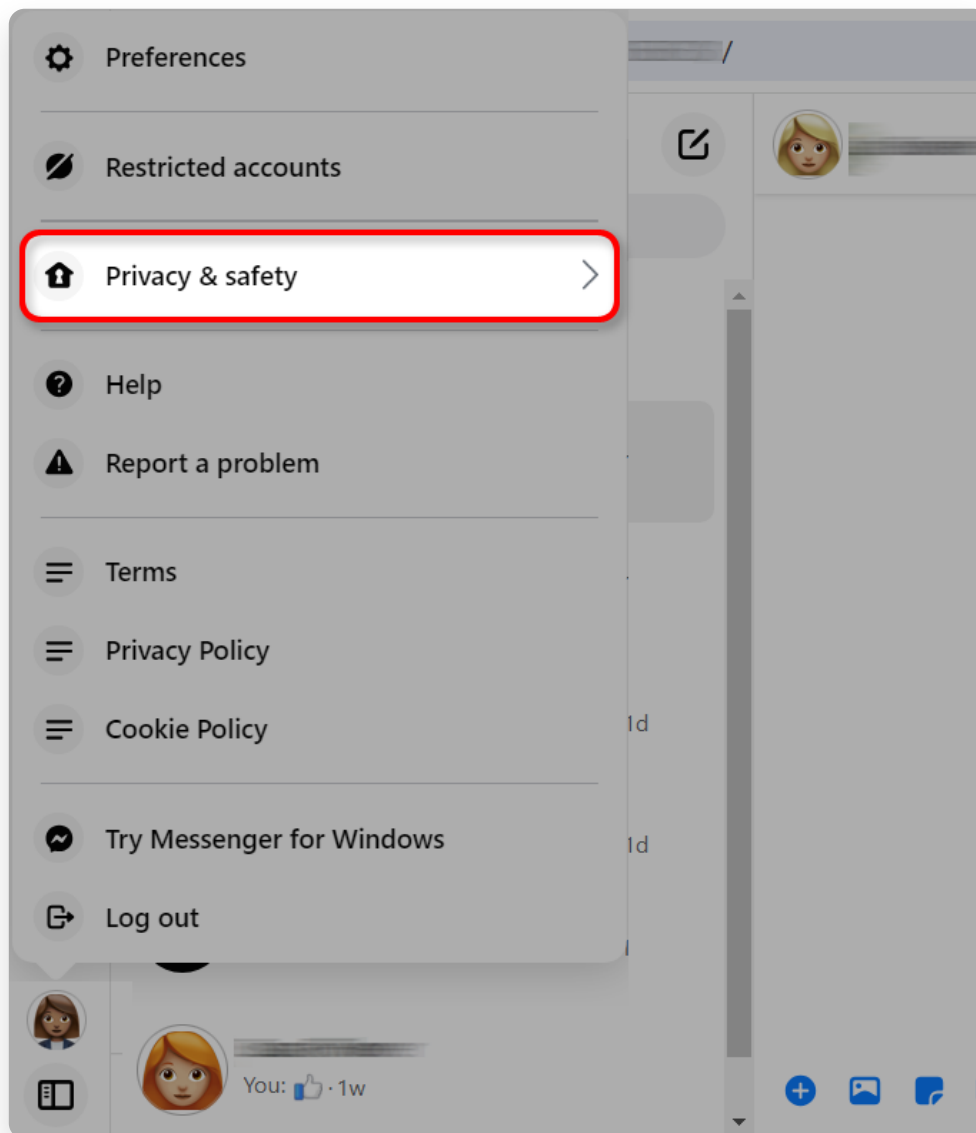 Preferences
/
Restricted accounts
Privacy & safety
Help
Report a problem
Terms
Privacy Policy
Cookie Policy
1d
Try Messenger for Windows
1d
Log out
You: 👍 · 1w